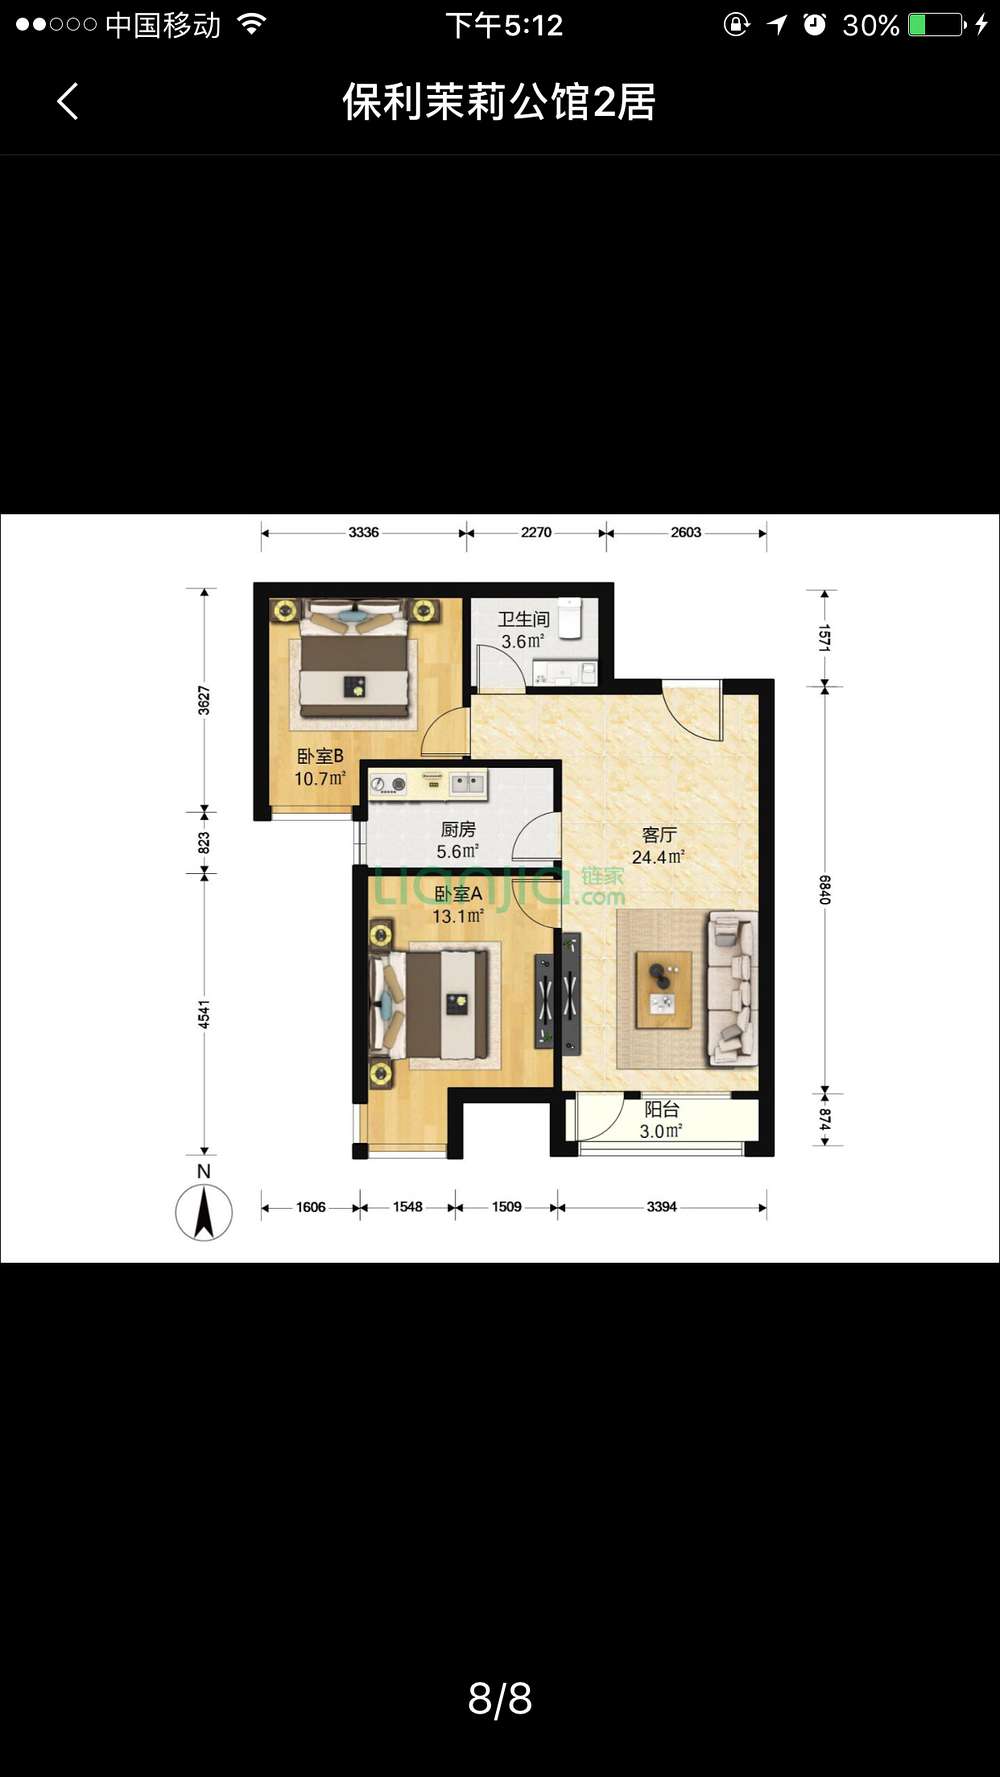 中国移动 下午5:12 30%
保利茉莉公馆2居
3336 2270 2603
卫生间
3.6㎡
1571
3627
卧室B
10.7㎡
厨房
5.6㎡
823
客厅
24.4㎡
6840
Lianjia 链家
.com
卧室A
13.1㎡
4541
阳台
3.0㎡
874
N
1606 1548 1509 3394
8/8